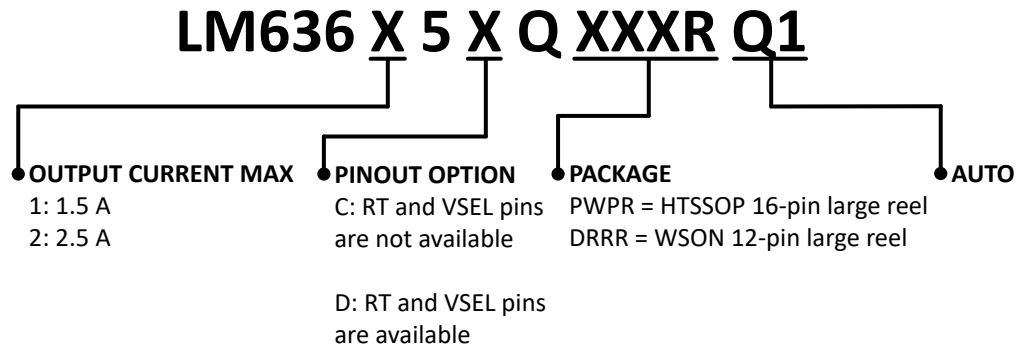 LM636 X 5 X Q XXXR Q1
OUTPUT CURRENT MAX
1: 1.5 A
2: 2.5 A
PINOUT OPTION
C: RT and VSEL pins
are not available
D: RT and VSEL pins
are available
PACKAGE
PWPR = HTSSOP 16-pin large reel
DRRR = WSON 12-pin large reel
AUTO